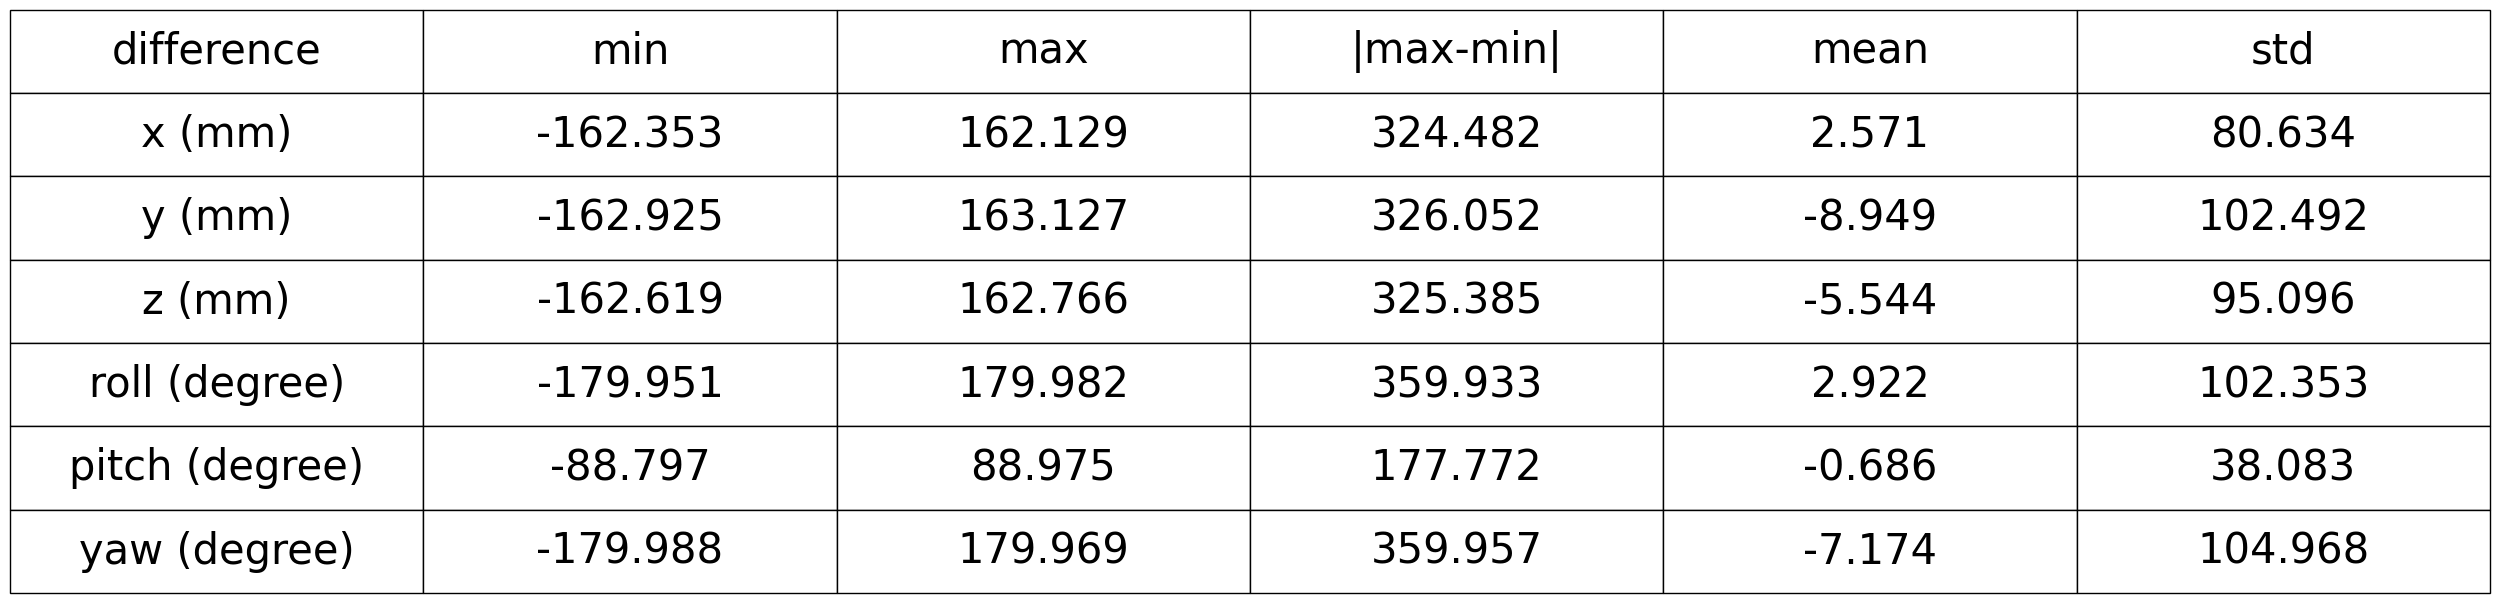 difference min max |max-min| mean std
x (mm) -162.353 162.129 324.482 2.571 80.634
y (mm) -162.925 163.127 326.052 -8.949 102.492
z (mm) -162.619 162.766 325.385 -5.544 95.096
roll (degree) -179.951 179.982 359.933 2.922 102.353
pitch (degree) -88.797 88.975 177.772 -0.686 38.083
yaw (degree) -179.988 179.969 359.957 -7.174 104.968